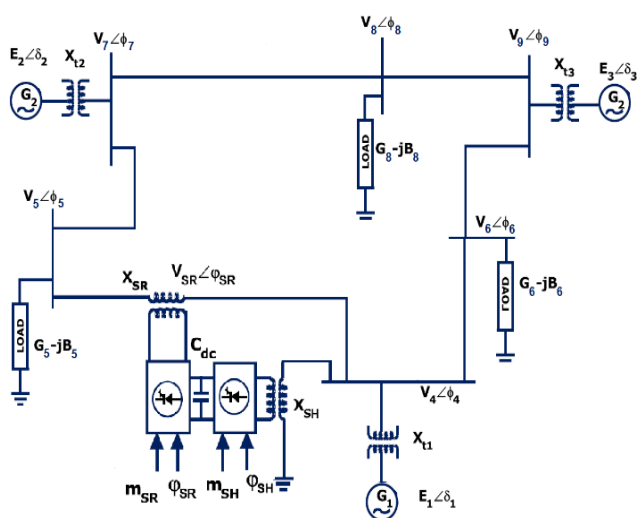 V8∠ϕ8
V7∠ϕ7
V9∠ϕ9
E2∠δ2
Xt2
Xt3
E3∠δ3
G2
G2
LOAD
G8-jB8
V5∠ϕ5
V6∠ϕ6
XSR
VSR∠φSR
LOAD
G6-jB6
LOAD
G5-jB5
Cdc
XSH
V4∠ϕ4
Xt1
mSR
φSR
mSH
φSH
G1
E1∠δ1